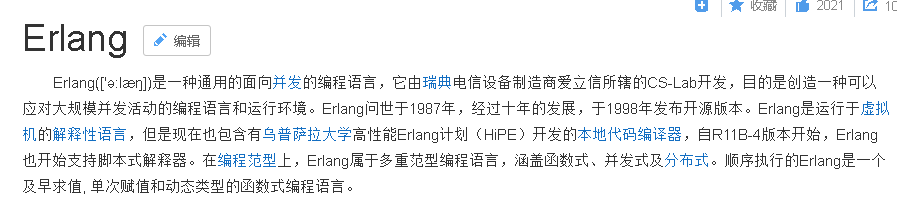 收藏 2021 10
Erlang 编辑
Erlang(['ə:læŋ])是一种通用的面向并发的编程语言，它由瑞典电信设备制造商爱立信所辖的CS-Lab开发，目的是创造一种可以
应对大规模并发活动的编程语言和运行环境。Erlang问世于1987年，经过十年的发展，于1998年发布开源版本。Erlang是运行于虚拟
机的解释性语言，但是现在也包含有乌普萨拉大学高性能Erlang计划（HiPE）开发的本地代码编译器，自R11B-4版本开始，Erlang
也开始支持脚本式解释器。在编程范型上，Erlang属于多重范型编程语言，涵盖函数式、并发式及分布式。顺序执行的Erlang是一个
及早求值, 单次赋值和动态类型的函数式编程语言。